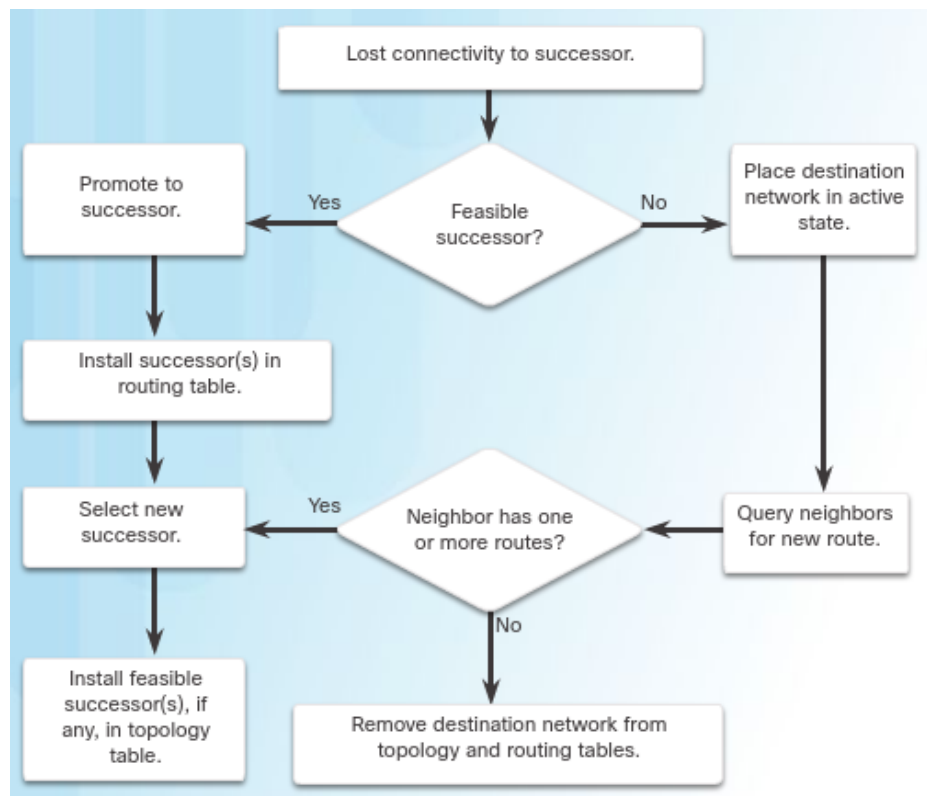 Lost connectivity to successor.
Promote to
successor.
Yes
Feasible
successor?
No
Place destination
network in active
state.
Install successor(s) in
routing table.
Select new
successor.
Yes
Neighbor has one
or more routes?
Query neighbors
for new route.
No
Install feasible
successor(s), if
any, in topology
table.
Remove destination network from
topology and routing tables.